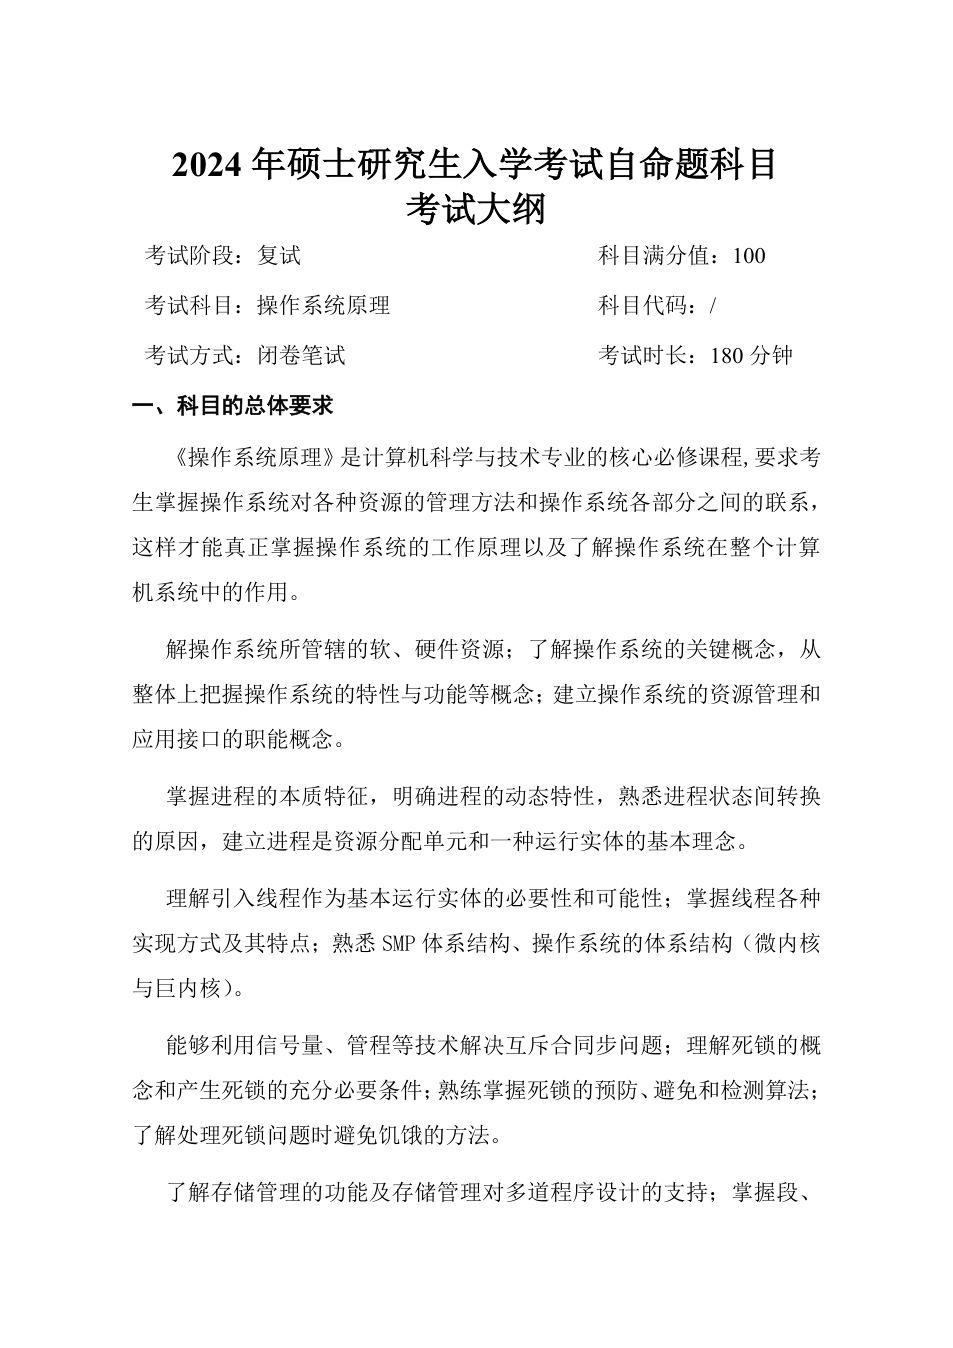 2024 年硕士研究生入学考试自命题科目
考试大纲
考试阶段：复试 科目满分值：100
考试科目：操作系统原理 科目代码：/
考试方式：闭卷笔试 考试时长：180 分钟
一、科目的总体要求
《操作系统原理》是计算机科学与技术专业的核心必修课程,要求考
生掌握操作系统对各种资源的管理方法和操作系统各部分之间的联系，
这样才能真正掌握操作系统的工作原理以及了解操作系统在整个计算
机系统中的作用。
解操作系统所管辖的软、硬件资源；了解操作系统的关键概念，从
整体上把握操作系统的特性与功能等概念；建立操作系统的资源管理和
应用接口的职能概念。
掌握进程的本质特征，明确进程的动态特性，熟悉进程状态间转换
的原因，建立进程是资源分配单元和一种运行实体的基本理念。
理解引入线程作为基本运行实体的必要性和可能性；掌握线程各种
实现方式及其特点；熟悉 SMP 体系结构、操作系统的体系结构（微内核
与巨内核）。
能够利用信号量、管程等技术解决互斥合同步问题；理解死锁的概
念和产生死锁的充分必要条件；熟练掌握死锁的预防、避免和检测算法；
了解处理死锁问题时避免饥饿的方法。
了解存储管理的功能及存储管理对多道程序设计的支持；掌握段、